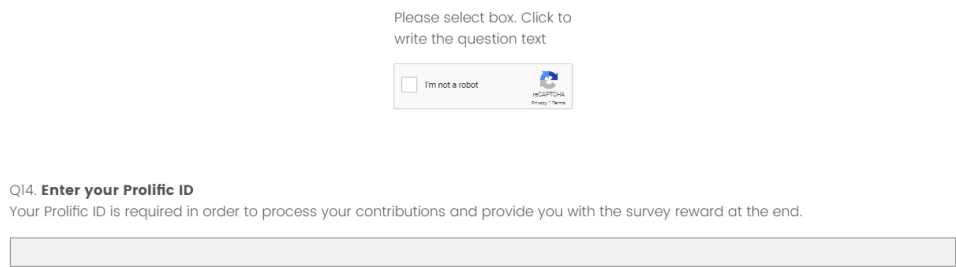 Please select box. Click to
write the question text
I'm not a robot
reCAPTCHA
Privacy - Terms
Q14. Enter your Prolific ID
Your Prolific ID is required in order to process your contributions and provide you with the survey reward at the end.